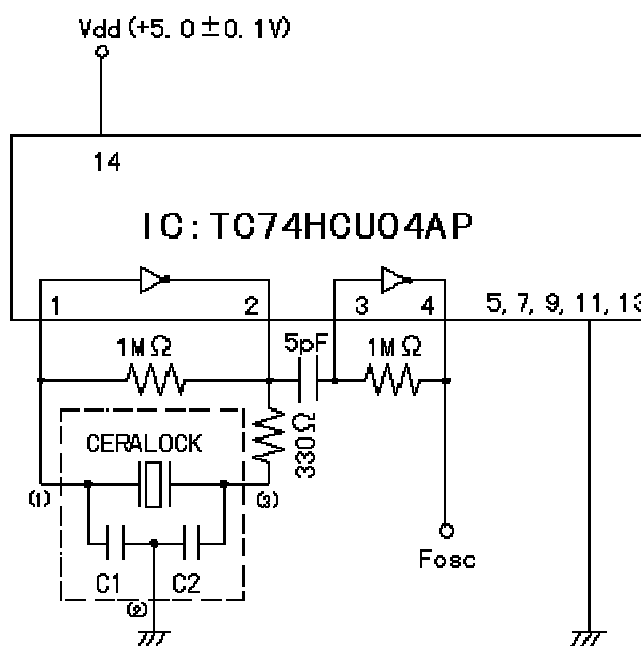 Vdd (+5.0±0.1V)
14
IC: TC74HCU04AP
1 2 3 4 5, 7, 9, 11, 13
1MΩ 5pF 1MΩ
330Ω
CERALOCK
(1) (3)
C1 C2
(2)
Fosc